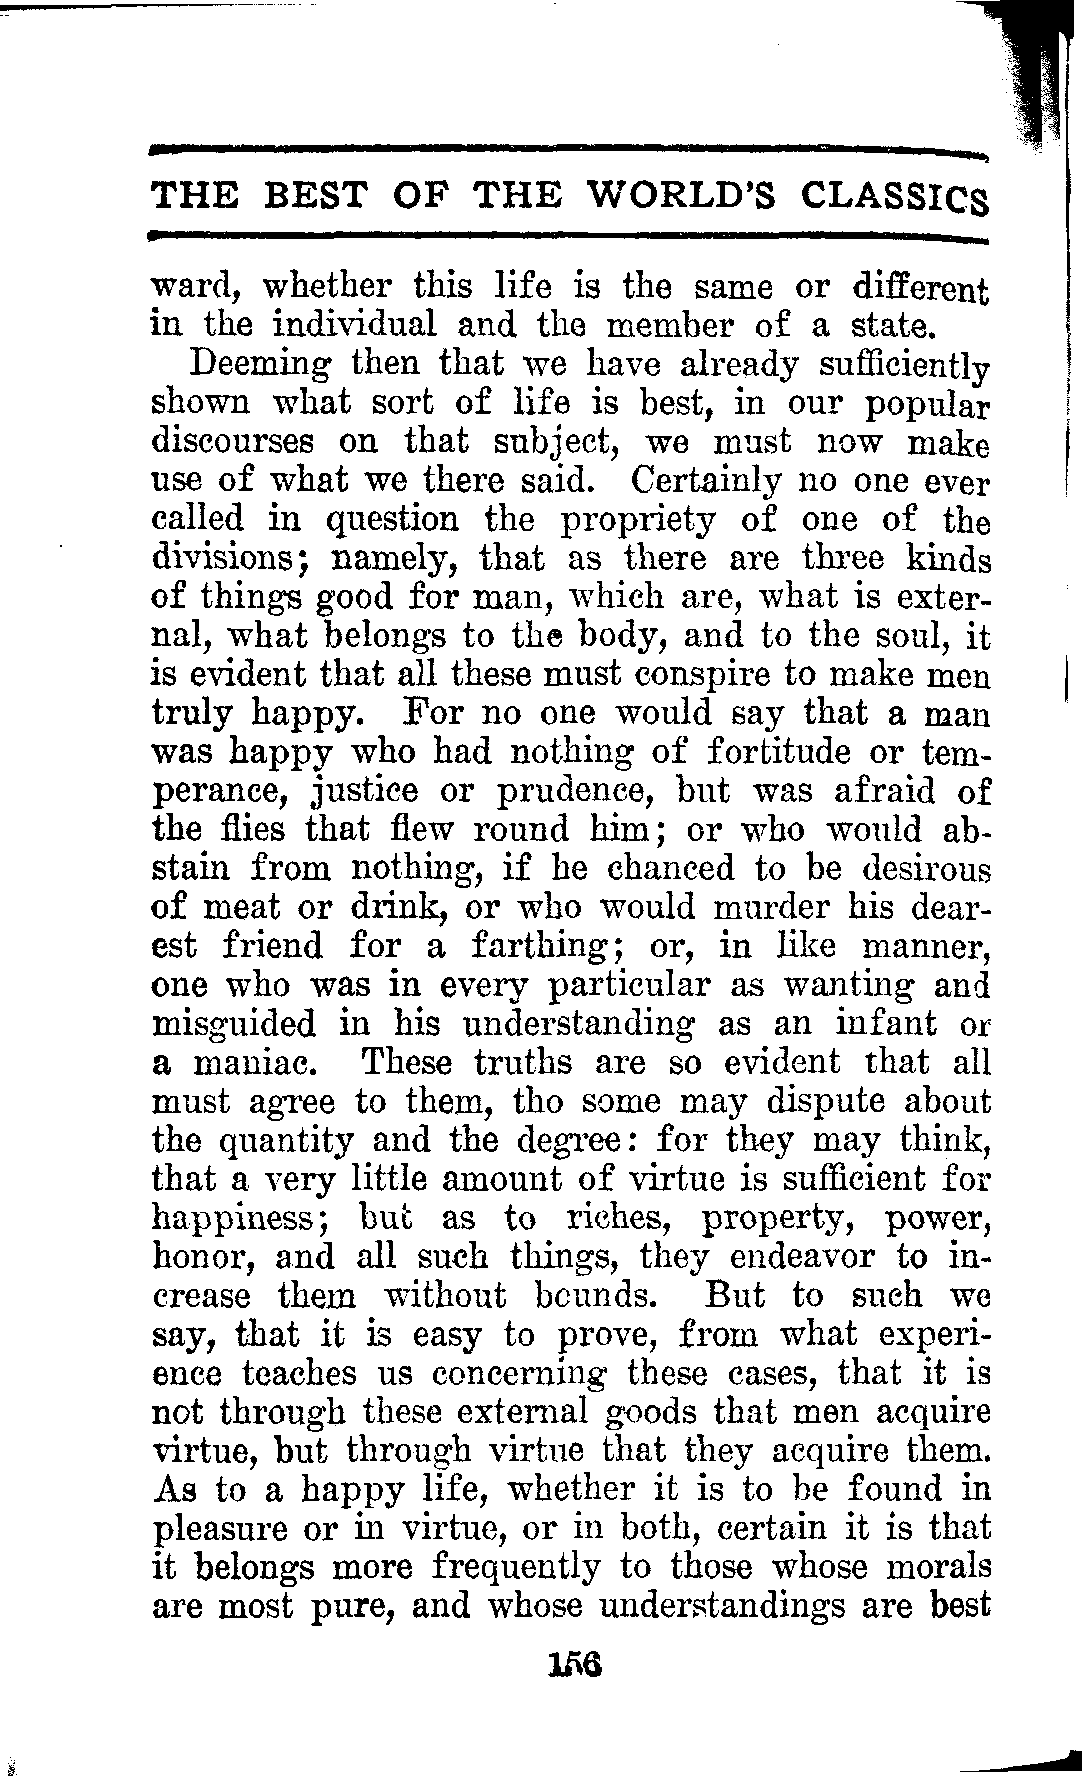 THE BEST OF THE WORLD'S CLASSICS
ward, whether this life is the same or different
in the individual and the member of a state.
Deeming then that we have already sufficiently
shown what sort of life is best, in our popular
discourses on that subject, we must now make
use of what we there said. Certainly no one ever
called in question the propriety of one of the
divisions; namely, that as there are three kinds
of things good for man, which are, what is exter-
nal, what belongs to the body, and to the soul, it
is evident that all these must conspire to make men
truly happy. For no one would say that a man
was happy who had nothing of fortitude or tem-
perance, justice or prudence, but was afraid of
the flies that flew round him; or who would ab-
stain from nothing, if he chanced to be desirous
of meat or drink, or who would murder his dear-
est friend for a farthing; or, in like manner,
one who was in every particular as wanting and
misguided in his understanding as an infant or
a maniac. These truths are so evident that all
must agree to them, tho some may dispute about
the quantity and the degree: for they may think,
that a very little amount of virtue is sufficient for
happiness; but as to riches, property, power,
honor, and all such things, they endeavor to in-
crease them without bounds. But to such we
say, that it is easy to prove, from what experi-
ence teaches us concerning these cases, that it is
not through these external goods that men acquire
virtue, but through virtue that they acquire them.
As to a happy life, whether it is to be found in
pleasure or in virtue, or in both, certain it is that
it belongs more frequently to those whose morals
are most pure, and whose understandings are best
156